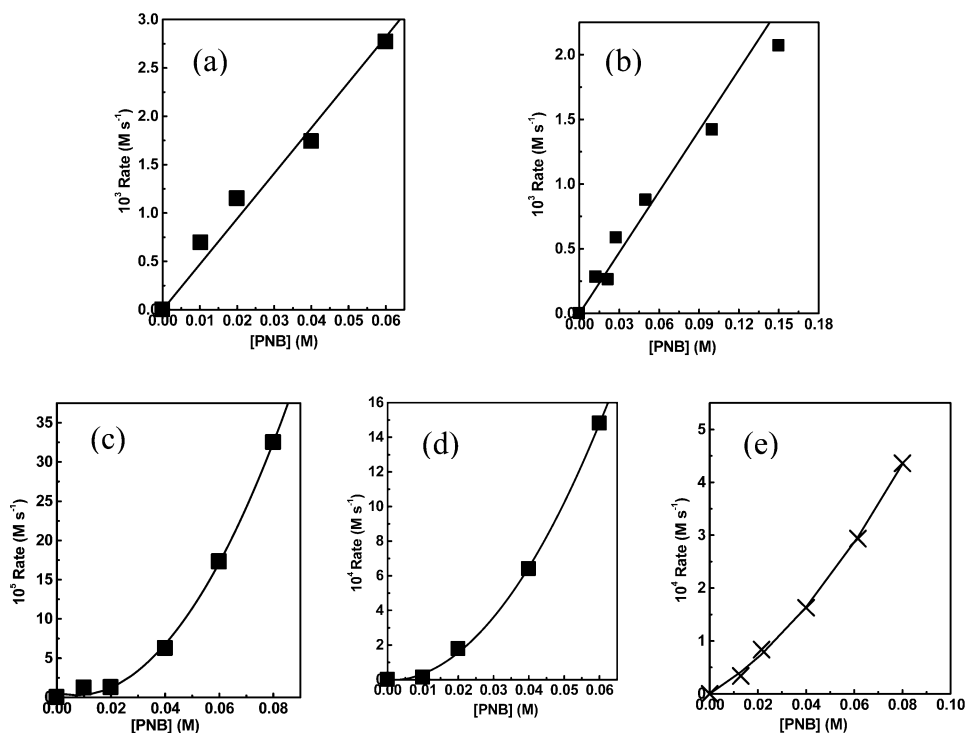 (a)
10³ Rate (M s⁻¹)
3.0
2.5
2.0
1.5
1.0
0.5
0.0
0.00 0.01 0.02 0.03 0.04 0.05 0.06
[PNB] (M)
(b)
10³ Rate (M s⁻¹)
2.0
1.5
1.0
0.5
0.0
0.00 0.03 0.06 0.09 0.12 0.15 0.18
[PNB] (M)
(c)
10⁵ Rate (M s⁻¹)
35
30
25
20
15
10
5
0
0.00 0.02 0.04 0.06 0.08
[PNB] (M)
(d)
10⁴ Rate (M s⁻¹)
16
14
12
10
8
6
4
2
0
0.00 0.01 0.02 0.03 0.04 0.05 0.06
[PNB] (M)
(e)
10⁴ Rate (M s⁻¹)
5
4
3
2
1
0
0.00 0.02 0.04 0.06 0.08 0.10
[PNB] (M)